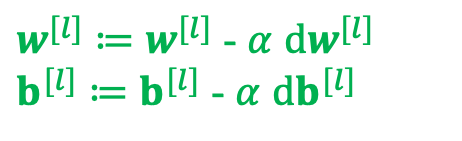 w[l] := w[l] - α dw[l]
b[l] := b[l] - α db[l]